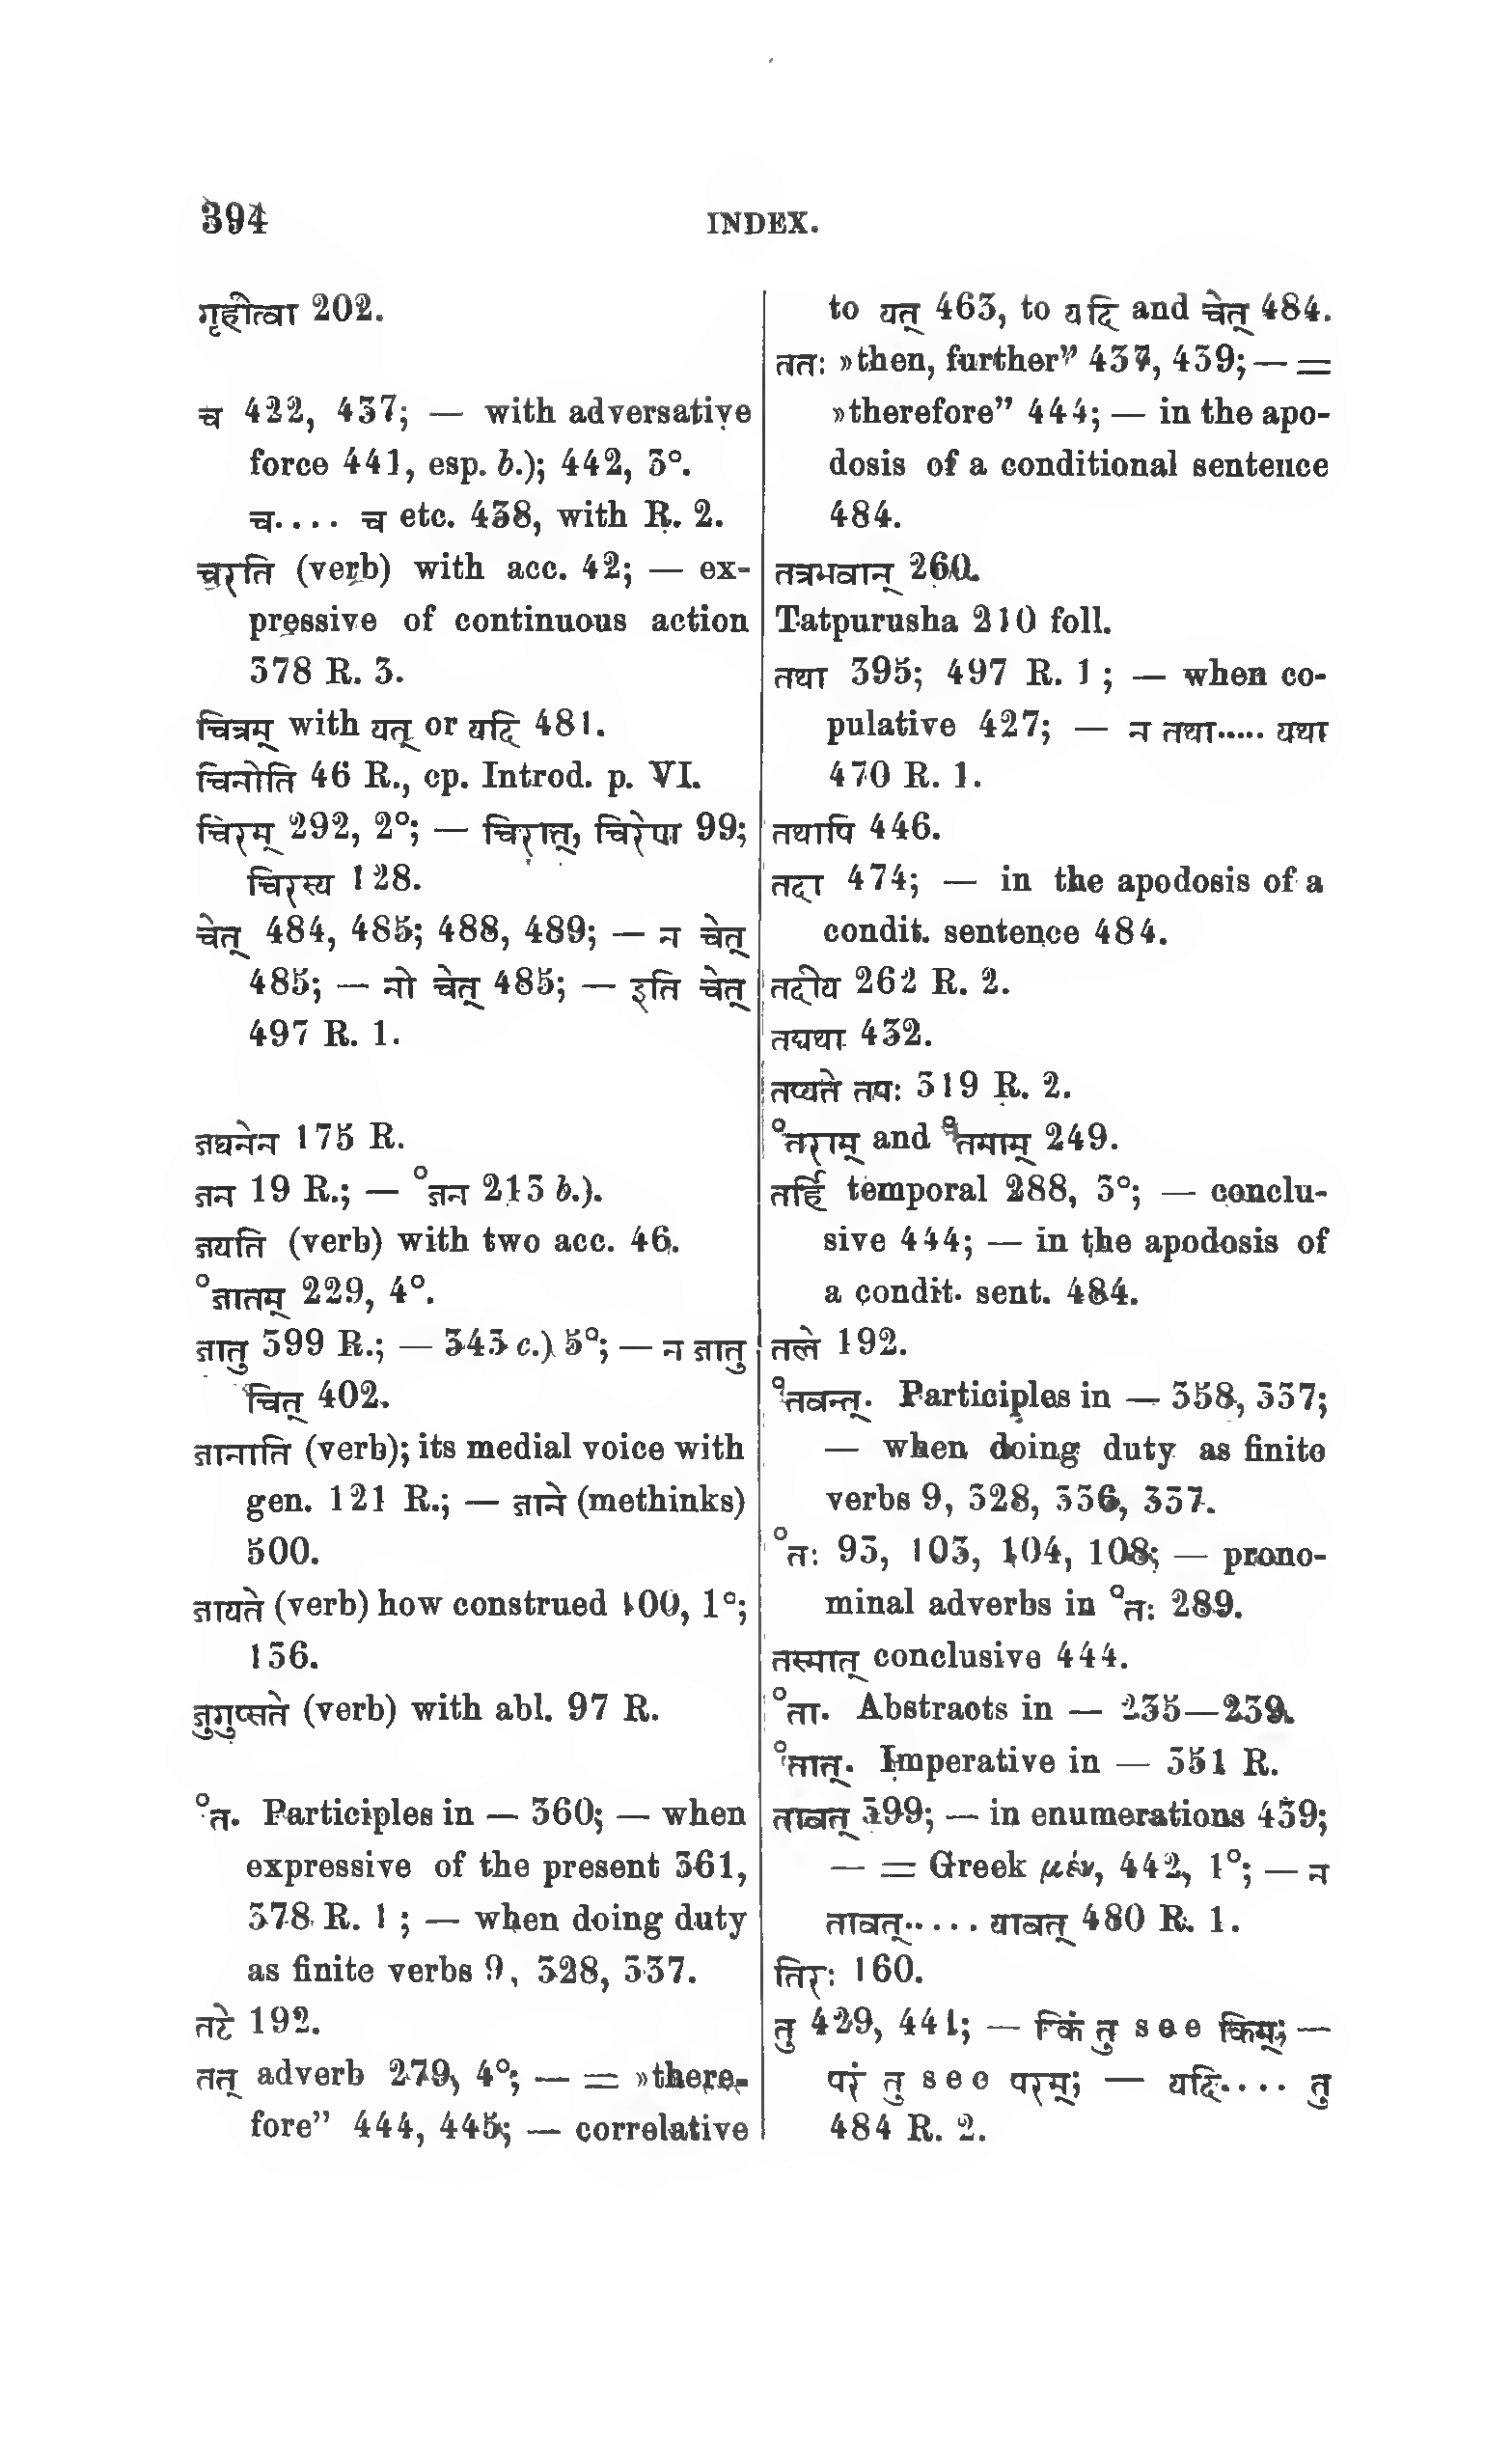 394 INDEX.
गृहीत्वा 202.
च 422, 437; — with adversative
force 441, esp. b.); 442, 3°.
च.... च etc. 438, with R. 2.
चरति (verb) with acc. 42; — ex-
pressive of continuous action
378 R. 3.
चित्रम् with यत् or यदि 481.
चिनोति 46 R., cp. Introd. p. VI.
चिरम् 292, 2°; — चिरात्, चिरेण 99;
चिरस्य 128.
चेत् 484, 485; 488, 489; — न चेत्
485; — नो चेत् 485; — इति चेत्
497 R. 1.
जघनेन 175 R.
जन 19 R.; — °जन 213 b.).
जयति (verb) with two acc. 46.
°जातम् 229, 4°.
जातु 399 R.; — 343 c.) 5°; — न जातु
चित् 402.
जानाति (verb); its medial voice with
gen. 121 R.; — जाने (methinks)
500.
जायते (verb) how construed 100, 1°;
136.
जुगुप्सते (verb) with abl. 97 R.
°त. Participles in — 360; — when
expressive of the present 361,
378 R. 1; — when doing duty
as finite verbs 9, 328, 337.
तटे 192.
तत् adverb 279, 4°; — = »there-
fore” 444, 445; — correlative
to यत् 463, to यदि and चेत् 484.
ततः »then, further” 437, 439; — =
»therefore” 444; — in the apo-
dosis of a conditional sentence
484.
तत्रभवान् 260.
Tatpurusha 210 foll.
तथा 395; 497 R. 1; — when co-
pulative 427; — न तथा..... यथा
470 R. 1.
तथापि 446.
तदा 474; — in the apodosis of a
condit. sentence 484.
तदीय 262 R. 2.
तद्यथा 432.
तप्यते तपः 319 R. 2.
°तराम् and °तमाम् 249.
तर्हि temporal 288, 3°; — conclu-
sive 444; — in the apodosis of
a condit. sent. 484.
तले 192.
°तवन्त्. Participles in — 358, 337;
— when doing duty as finite
verbs 9, 328, 336, 337.
°तः 93, 103, 104, 108; — prono-
minal adverbs in °तः 289.
तस्मात् conclusive 444.
°ता. Abstracts in — 235—239.
°तात्. Imperative in — 351 R.
तावत् 399; — in enumerations 439;
— = Greek μέν, 442, 1°; — न
तावत्..... यावत् 480 R. 1.
तिरः 160.
तु 429, 441; — किं तु see किम्; —
परं तु see परम्; — यदि.... तु
484 R. 2.